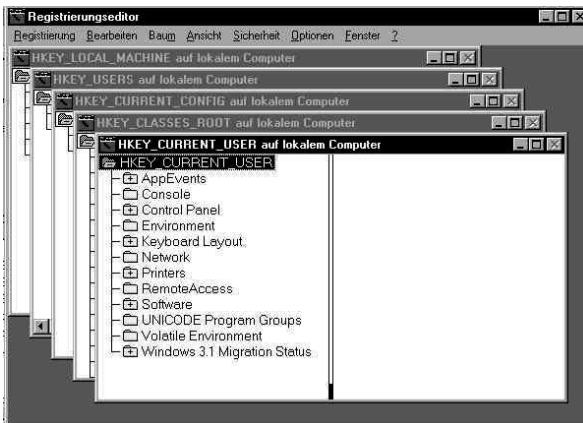 Registrierungseditor
Registrierung Bearbeiten Baum Ansicht Sicherheit Optionen Fenster ?
HKEY_LOCAL_MACHINE auf lokalem Computer
HKEY_USERS auf lokalem Computer
HKEY_CURRENT_CONFIG auf lokalem Computer
HKEY_CLASSES_ROOT auf lokalem Computer
HKEY_CURRENT_USER auf lokalem Computer
HKEY_CURRENT_USER
AppEvents
Console
Control Panel
Environment
Keyboard Layout
Network
Printers
RemoteAccess
Software
UNICODE Program Groups
Volatile Environment
Windows 3.1 Migration Status